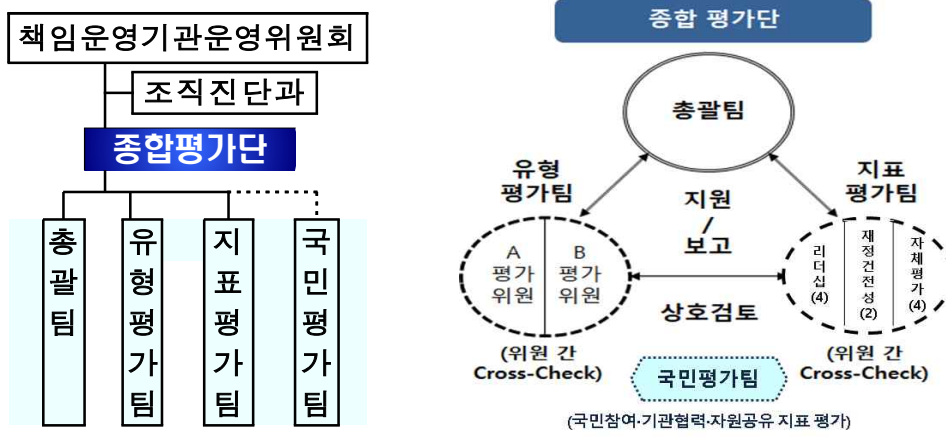 책임운영기관운영위원회
조직진단과
종합평가단
총괄팀
유형평가팀
지표평가팀
국민평가팀
종합 평가단
총괄팀
유형
평가팀
지표
평가팀
지원
/
보고
A
평가
위원
B
평가
위원
리더십
(4)
재정건전성
(2)
자체평가
(4)
상호검토
(위원 간
Cross-Check)
국민평가팀
(위원 간
Cross-Check)
(국민참여·기관협력·자원공유 지표 평가)